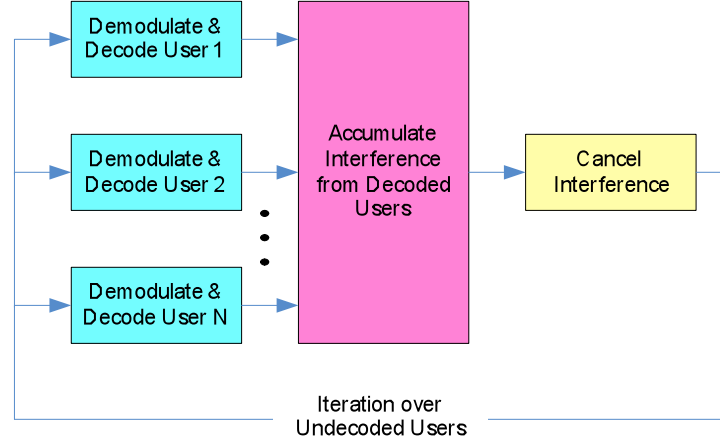 Demodulate &
Decode User 1
Demodulate &
Decode User 2
Demodulate &
Decode User N
Accumulate
Interference
from Decoded
Users
Cancel
Interference
Iteration over
Undecoded Users